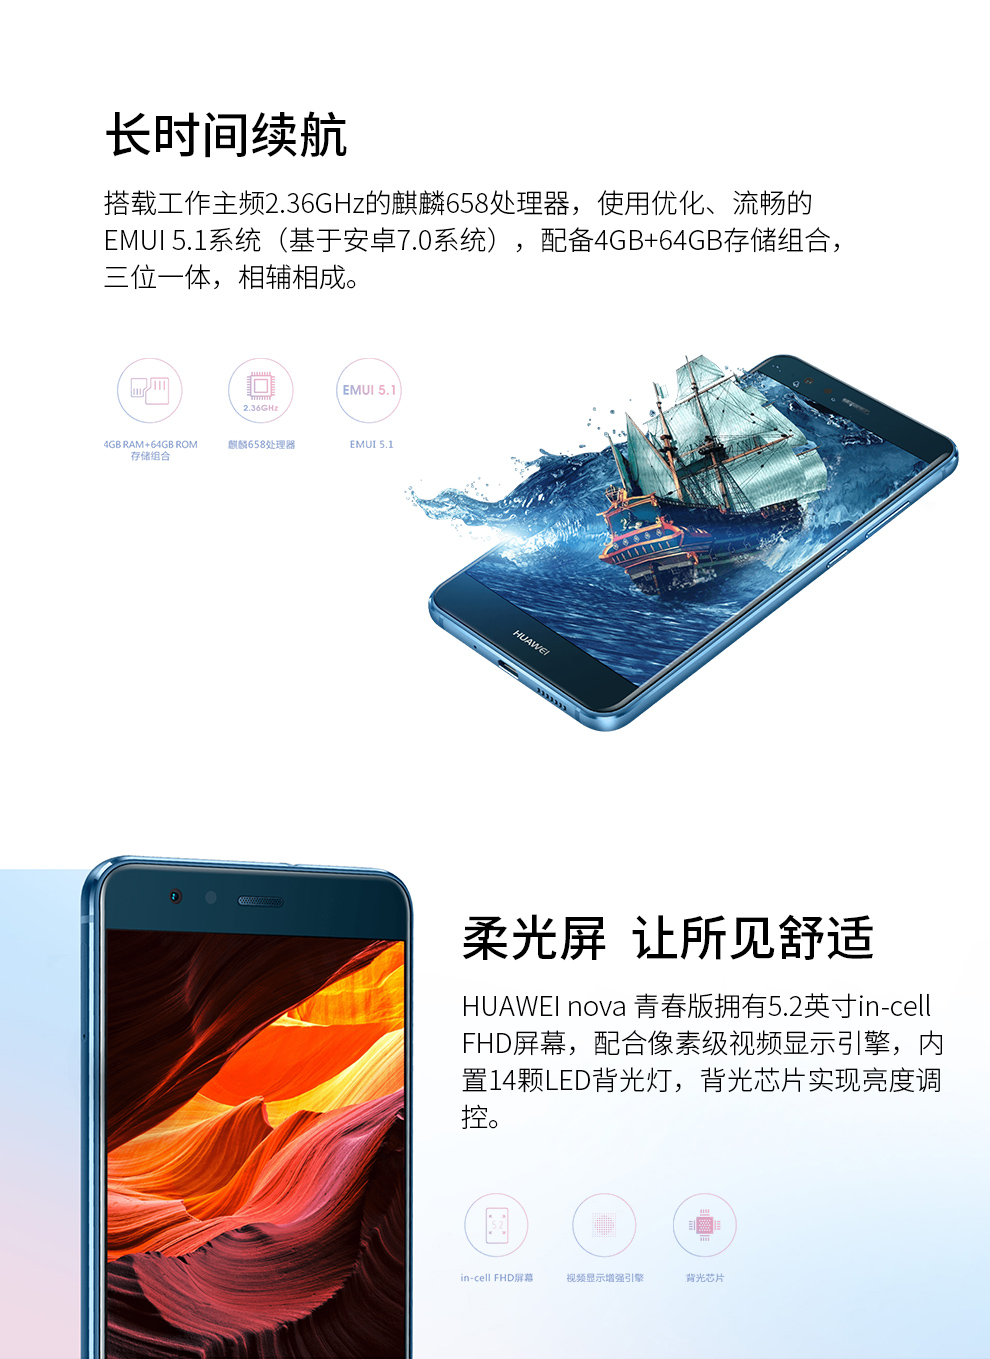 长时间续航
搭载工作主频2.36GHz的麒麟658处理器，使用优化、流畅的
EMUI 5.1系统（基于安卓7.0系统），配备4GB+64GB存储组合，
三位一体，相辅相成。
2.36GHz
EMUI 5.1
4GB RAM+64GB ROM
存储组合
麒麟658处理器
EMUI 5.1
HUAWEI
柔光屏 让所见舒适
HUAWEI nova 青春版拥有5.2英寸in-cell
FHD屏幕，配合像素级视频显示引擎，内
置14颗LED背光灯，背光芯片实现亮度调
控。
5.2
in-cell FHD屏幕
视频显示增强引擎
背光芯片